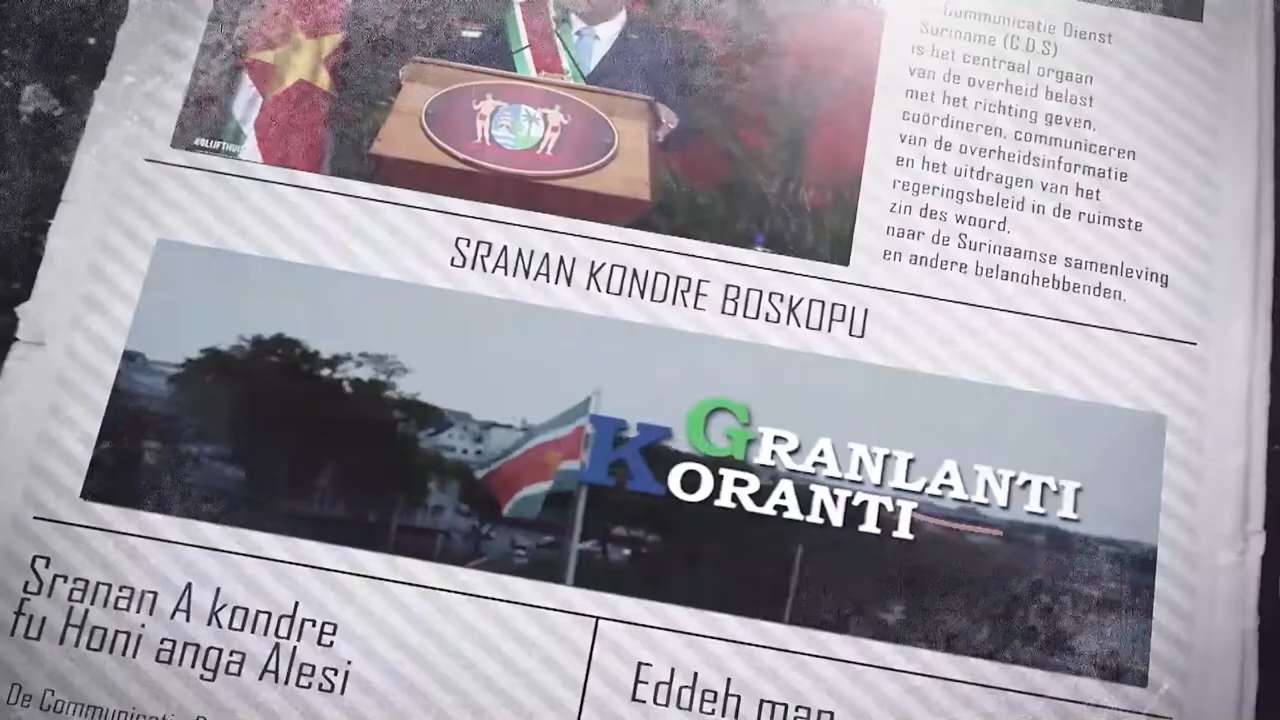 Communicatie Dienst
Suriname (C.D.S)
is het centraal orgaan
van de overheid belast
met het richting geven,
cuördineren, communiceren
van de overheidsinformatie
en het uitdragen van het
regeringsbeleid in de ruimste
zin des woord,
naar de Surinaamse samenleving
en andere belanghebbenden.
SRANAN KONDRE BOSKOPU
GRANLANTI
KORANTI
Sranan A kondre
fu Honi anga Alesi
Eddeh man
De